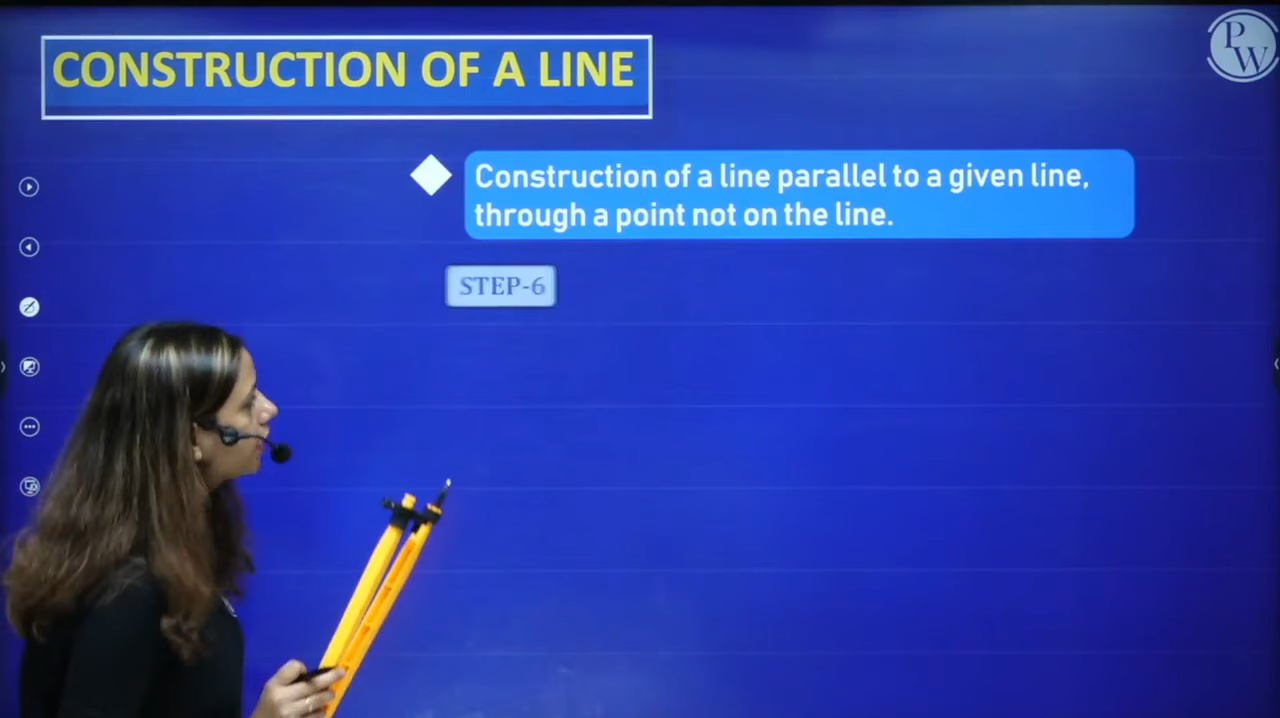 CONSTRUCTION OF A LINE
PW
Construction of a line parallel to a given line,
through a point not on the line.
STEP-6